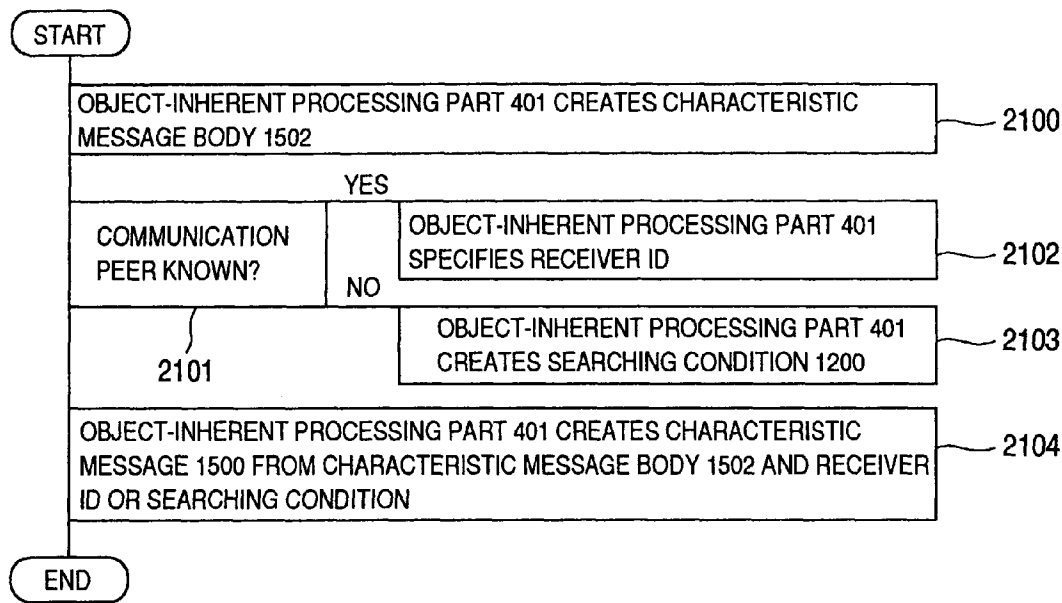 START
OBJECT-INHERENT PROCESSING PART 401 CREATES CHARACTERISTIC
MESSAGE BODY 1502
2100
YES
COMMUNICATION
PEER KNOWN?
OBJECT-INHERENT PROCESSING PART 401
SPECIFIES RECEIVER ID
2102
NO
2101
OBJECT-INHERENT PROCESSING PART 401
CREATES SEARCHING CONDITION 1200
2103
OBJECT-INHERENT PROCESSING PART 401 CREATES CHARACTERISTIC
MESSAGE 1500 FROM CHARACTERISTIC MESSAGE BODY 1502 AND RECEIVER
ID OR SEARCHING CONDITION
2104
END